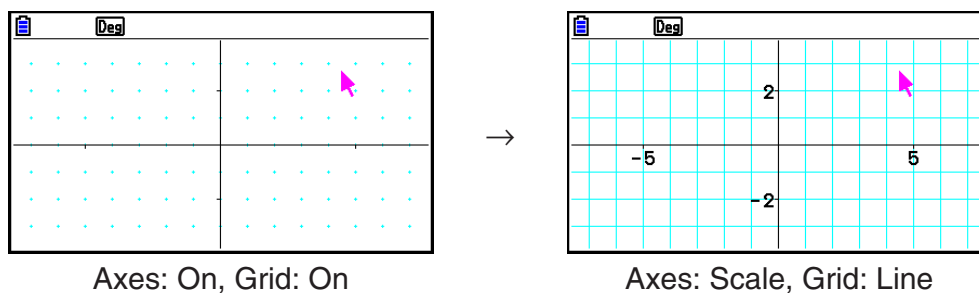 Deg
Deg
2
-5
5
-2
→
Axes: On, Grid: On
Axes: Scale, Grid: Line